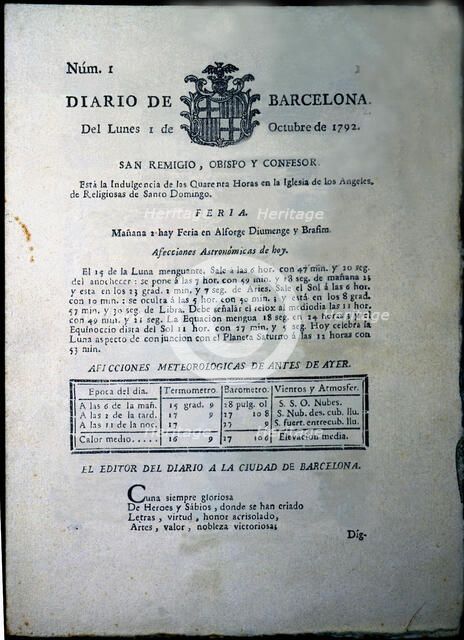 Núm. 1
DIARIO DE BARCELONA.
Del Lunes 1 de Octubre de 1792.
SAN REMIGIO, OBISPO Y CONFESOR.
Está la Indulgencia de las Quarenta Horas en la Iglesia de los Angeles,
de Religiosas de Santo Domingo.
FERIA.
Mañana 2 hay Feria en Alforge Diumenge y Brafim.
Afecciones Astronómicas de hoy.
El 15 de la Luna menguante. Sale á las 6 hor. con 47 min. y 20 seg.
del anochecer: se pone á las 7 hor. con 59 min. y 18 seg. de mañana
y esta en los 23 grad. 1 min. y 7 seg. de Aries. Sale el Sol á las 6 hor.
con 10 min.: se oculta á las 5 hor. con 50 min.; y está en los 8 grad.
57 min. y 30 seg. de Libra. Debe señalar el relox al mediodia las 11 hor.
con 49 min. y 21 seg. La Equacion mengua 18 seg. en 24 horas. El
Equinoccio dista del Sol 11 hor. 27 min. y 5 seg. Hoy celebra la
Luna aspecto de conjuncion con el Planeta Saturno á las 12 horas con
53 min.
AFECCIONES METEOROLOGICAS DE ANTES DE AYER.
Epoca del dia. Termometro. Barometro. Vientos y Atmosfer.
A las 6 de la mañ. 15 grad. 9 28 pulg. 01 S. S. O. Nubes.
A las 2 de la tard. 17 9 27 10 8 S. Nub. des. cub. llu.
A las 11 de la noc. 17 9 S. fuert. entrecub. llu.
Calor medio..... 16 9 27 10 6 Elevacion media.
EL EDITOR DEL DIARIO A LA CIUDAD DE BARCELONA.
Cuna siempre gloriosa
De Heroes y Sábios, donde se han criado
Letras, virtud, honor acrisolado,
Artes, valor, nobleza victoriosa;
Dig-
Heritage Heritage
Images
Heritage